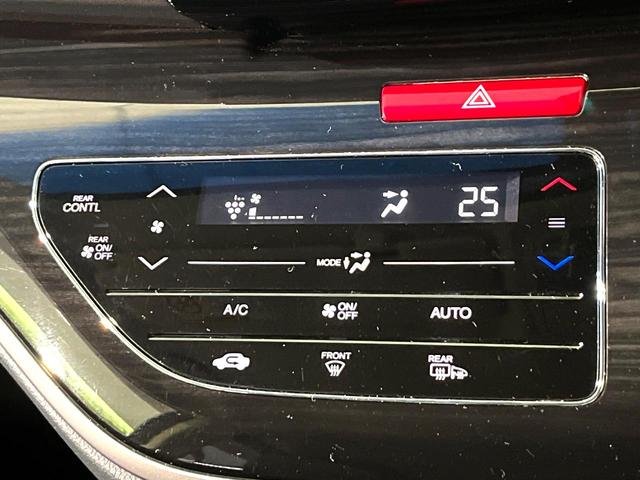 REAR
CONTL
25
REAR
ON/
OFF
MODE
A/C
ON/
OFF
AUTO
FRONT
REAR